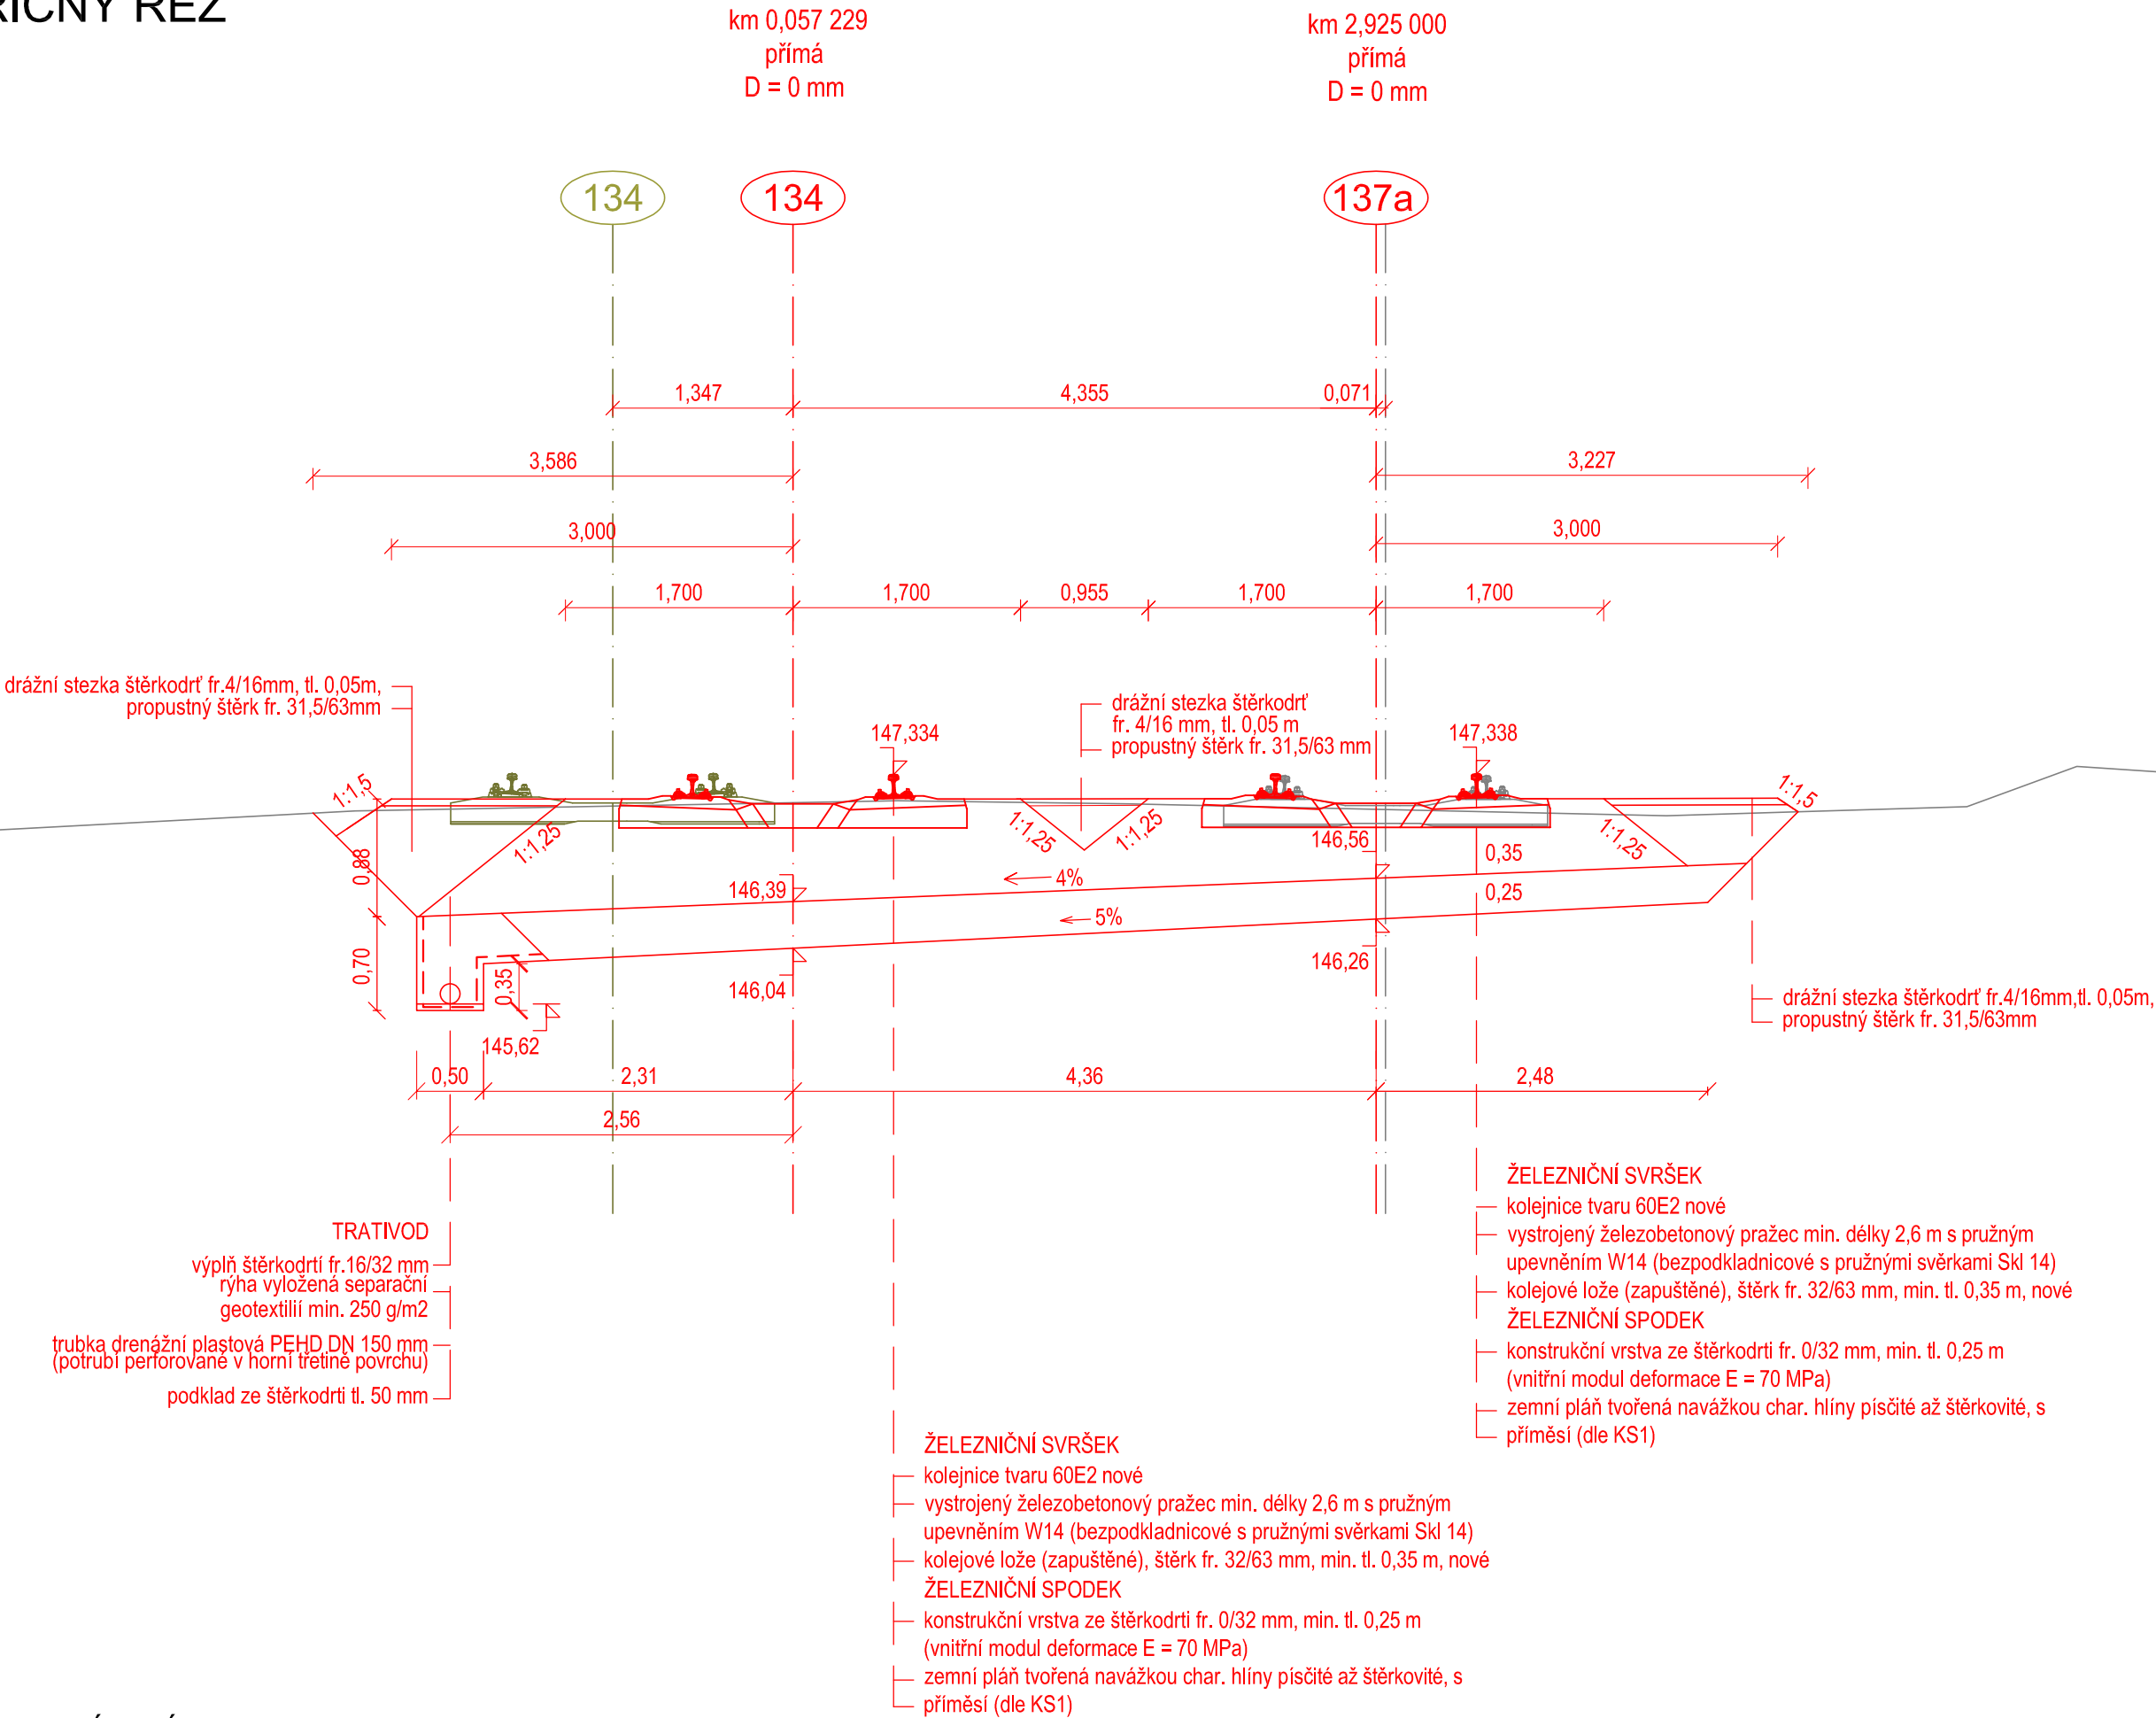 km 0,057 229
přímá
D = 0 mm
km 2,925 000
přímá
D = 0 mm
134
134
137a
1,347
4,355
0,071
3,586
3,227
3,000
3,000
1,700
1,700
0,955
1,700
1,700
drážní stezka štěrkodrť fr.4/16mm, tl. 0,05m,
propustný štěrk fr. 31,5/63mm
drážní stezka štěrkodrť
fr. 4/16 mm, tl. 0,05 m
propustný štěrk fr. 31,5/63 mm
147,334
147,338
1:1,5
1:1,25
1:1,25
1:1,25
1:1,25
1:1,5
0,88
146,56
0,35
146,39
4%
0,25
5%
0,70
0,35
146,04
146,26
145,62
drážní stezka štěrkodrť fr.4/16mm,tl. 0,05m,
propustný štěrk fr. 31,5/63mm
0,50
2,31
4,36
2,48
2,56
TRATIVOD
výplň štěrkodrtí fr.16/32 mm
rýha vyložená separační
geotextilií min. 250 g/m2
trubka drenážní plastová PEHD DN 150 mm
(potrubí perforované v horní třetině povrchu)
podklad ze štěrkodrti tl. 50 mm
ŽELEZNIČNÍ SVRŠEK
kolejnice tvaru 60E2 nové
vystrojený železobetonový pražec min. délky 2,6 m s pružným
upevněním W14 (bezpodkladnicové s pružnými svěrkami Skl 14)
kolejové lože (zapuštěné), štěrk fr. 32/63 mm, min. tl. 0,35 m, nové
ŽELEZNIČNÍ SPODEK
konstrukční vrstva ze štěrkodrti fr. 0/32 mm, min. tl. 0,25 m
(vnitřní modul deformace E = 70 MPa)
zemní pláň tvořená navážkou char. hlíny písčité až štěrkovité, s
příměsí (dle KS1)
ŽELEZNIČNÍ SVRŠEK
kolejnice tvaru 60E2 nové
vystrojený železobetonový pražec min. délky 2,6 m s pružným
upevněním W14 (bezpodkladnicové s pružnými svěrkami Skl 14)
kolejové lože (zapuštěné), štěrk fr. 32/63 mm, min. tl. 0,35 m, nové
ŽELEZNIČNÍ SPODEK
konstrukční vrstva ze štěrkodrti fr. 0/32 mm, min. tl. 0,25 m
(vnitřní modul deformace E = 70 MPa)
zemní pláň tvořená navážkou char. hlíny písčité až štěrkovité, s
příměsí (dle KS1)